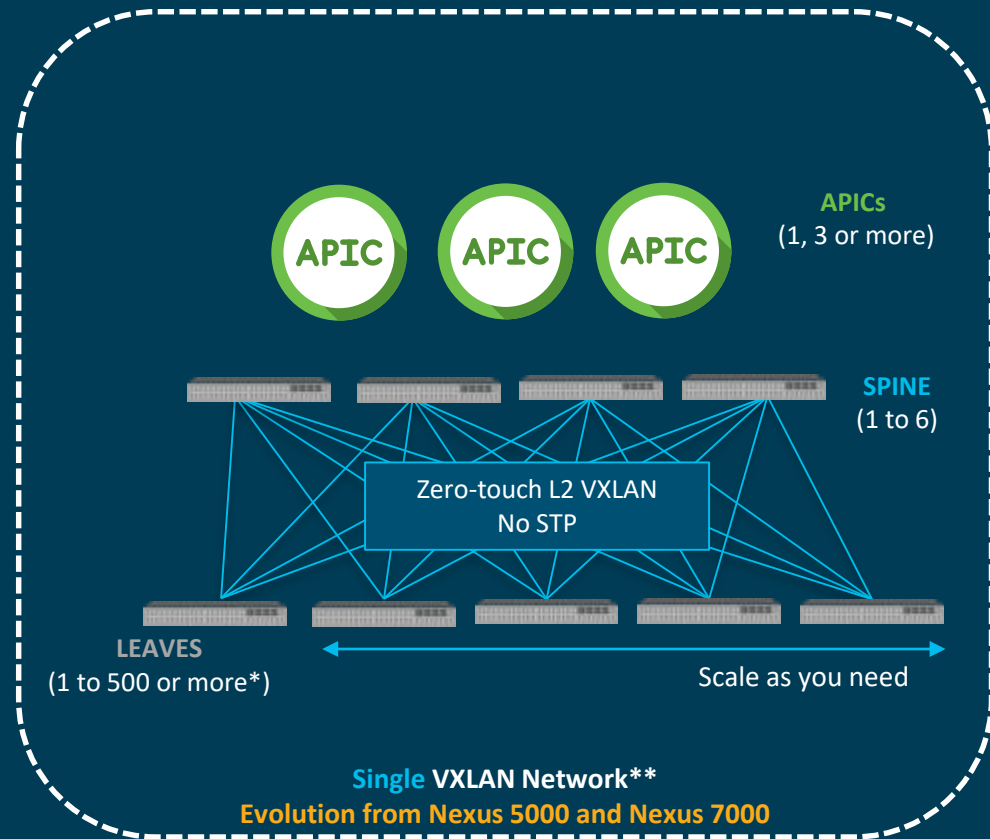 APIC
APIC
APIC
APICs
(1, 3 or more)
SPINE
(1 to 6)
Zero-touch L2 VXLAN
No STP
LEAVES
(1 to 500 or more*)
Scale as you need
Single VXLAN Network**
Evolution from Nexus 5000 and Nexus 7000